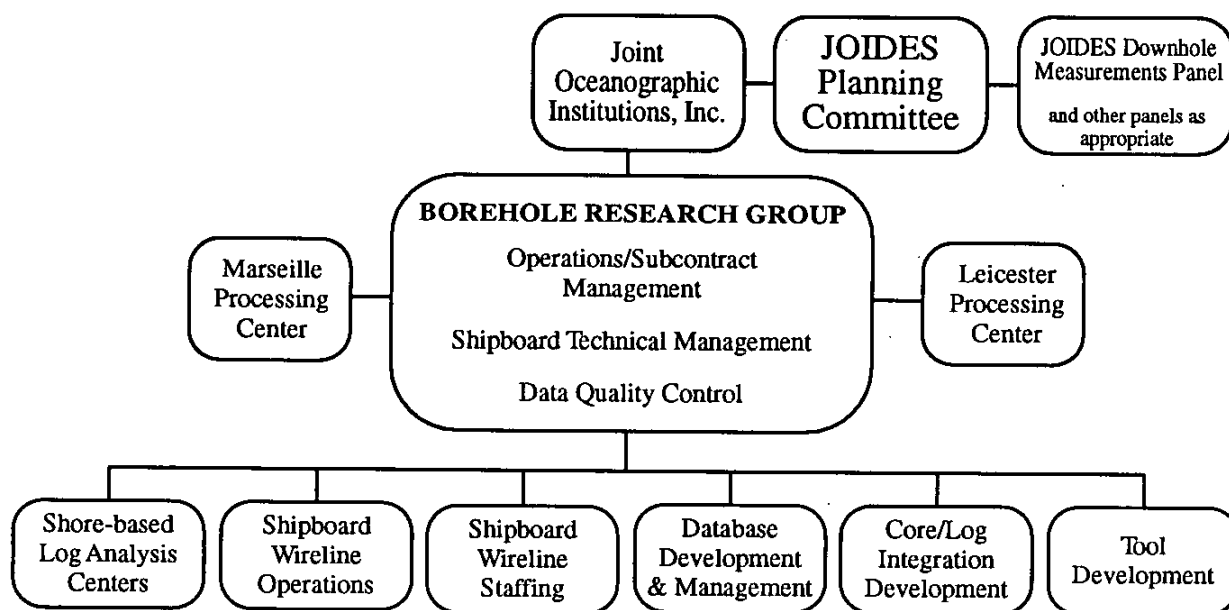 Joint
Oceanographic
Institutions, Inc.
JOIDES
Planning
Committee
JOIDES Downhole
Measurements Panel
and other panels as
appropriate
BOREHOLE RESEARCH GROUP
Operations/Subcontract
Management
Shipboard Technical Management
Data Quality Control
Marseille
Processing
Center
Leicester
Processing
Center
Shore-based
Log Analysis
Centers
Shipboard
Wireline
Operations
Shipboard
Wireline
Staffing
Database
Development
& Management
Core/Log
Integration
Development
Tool
Development